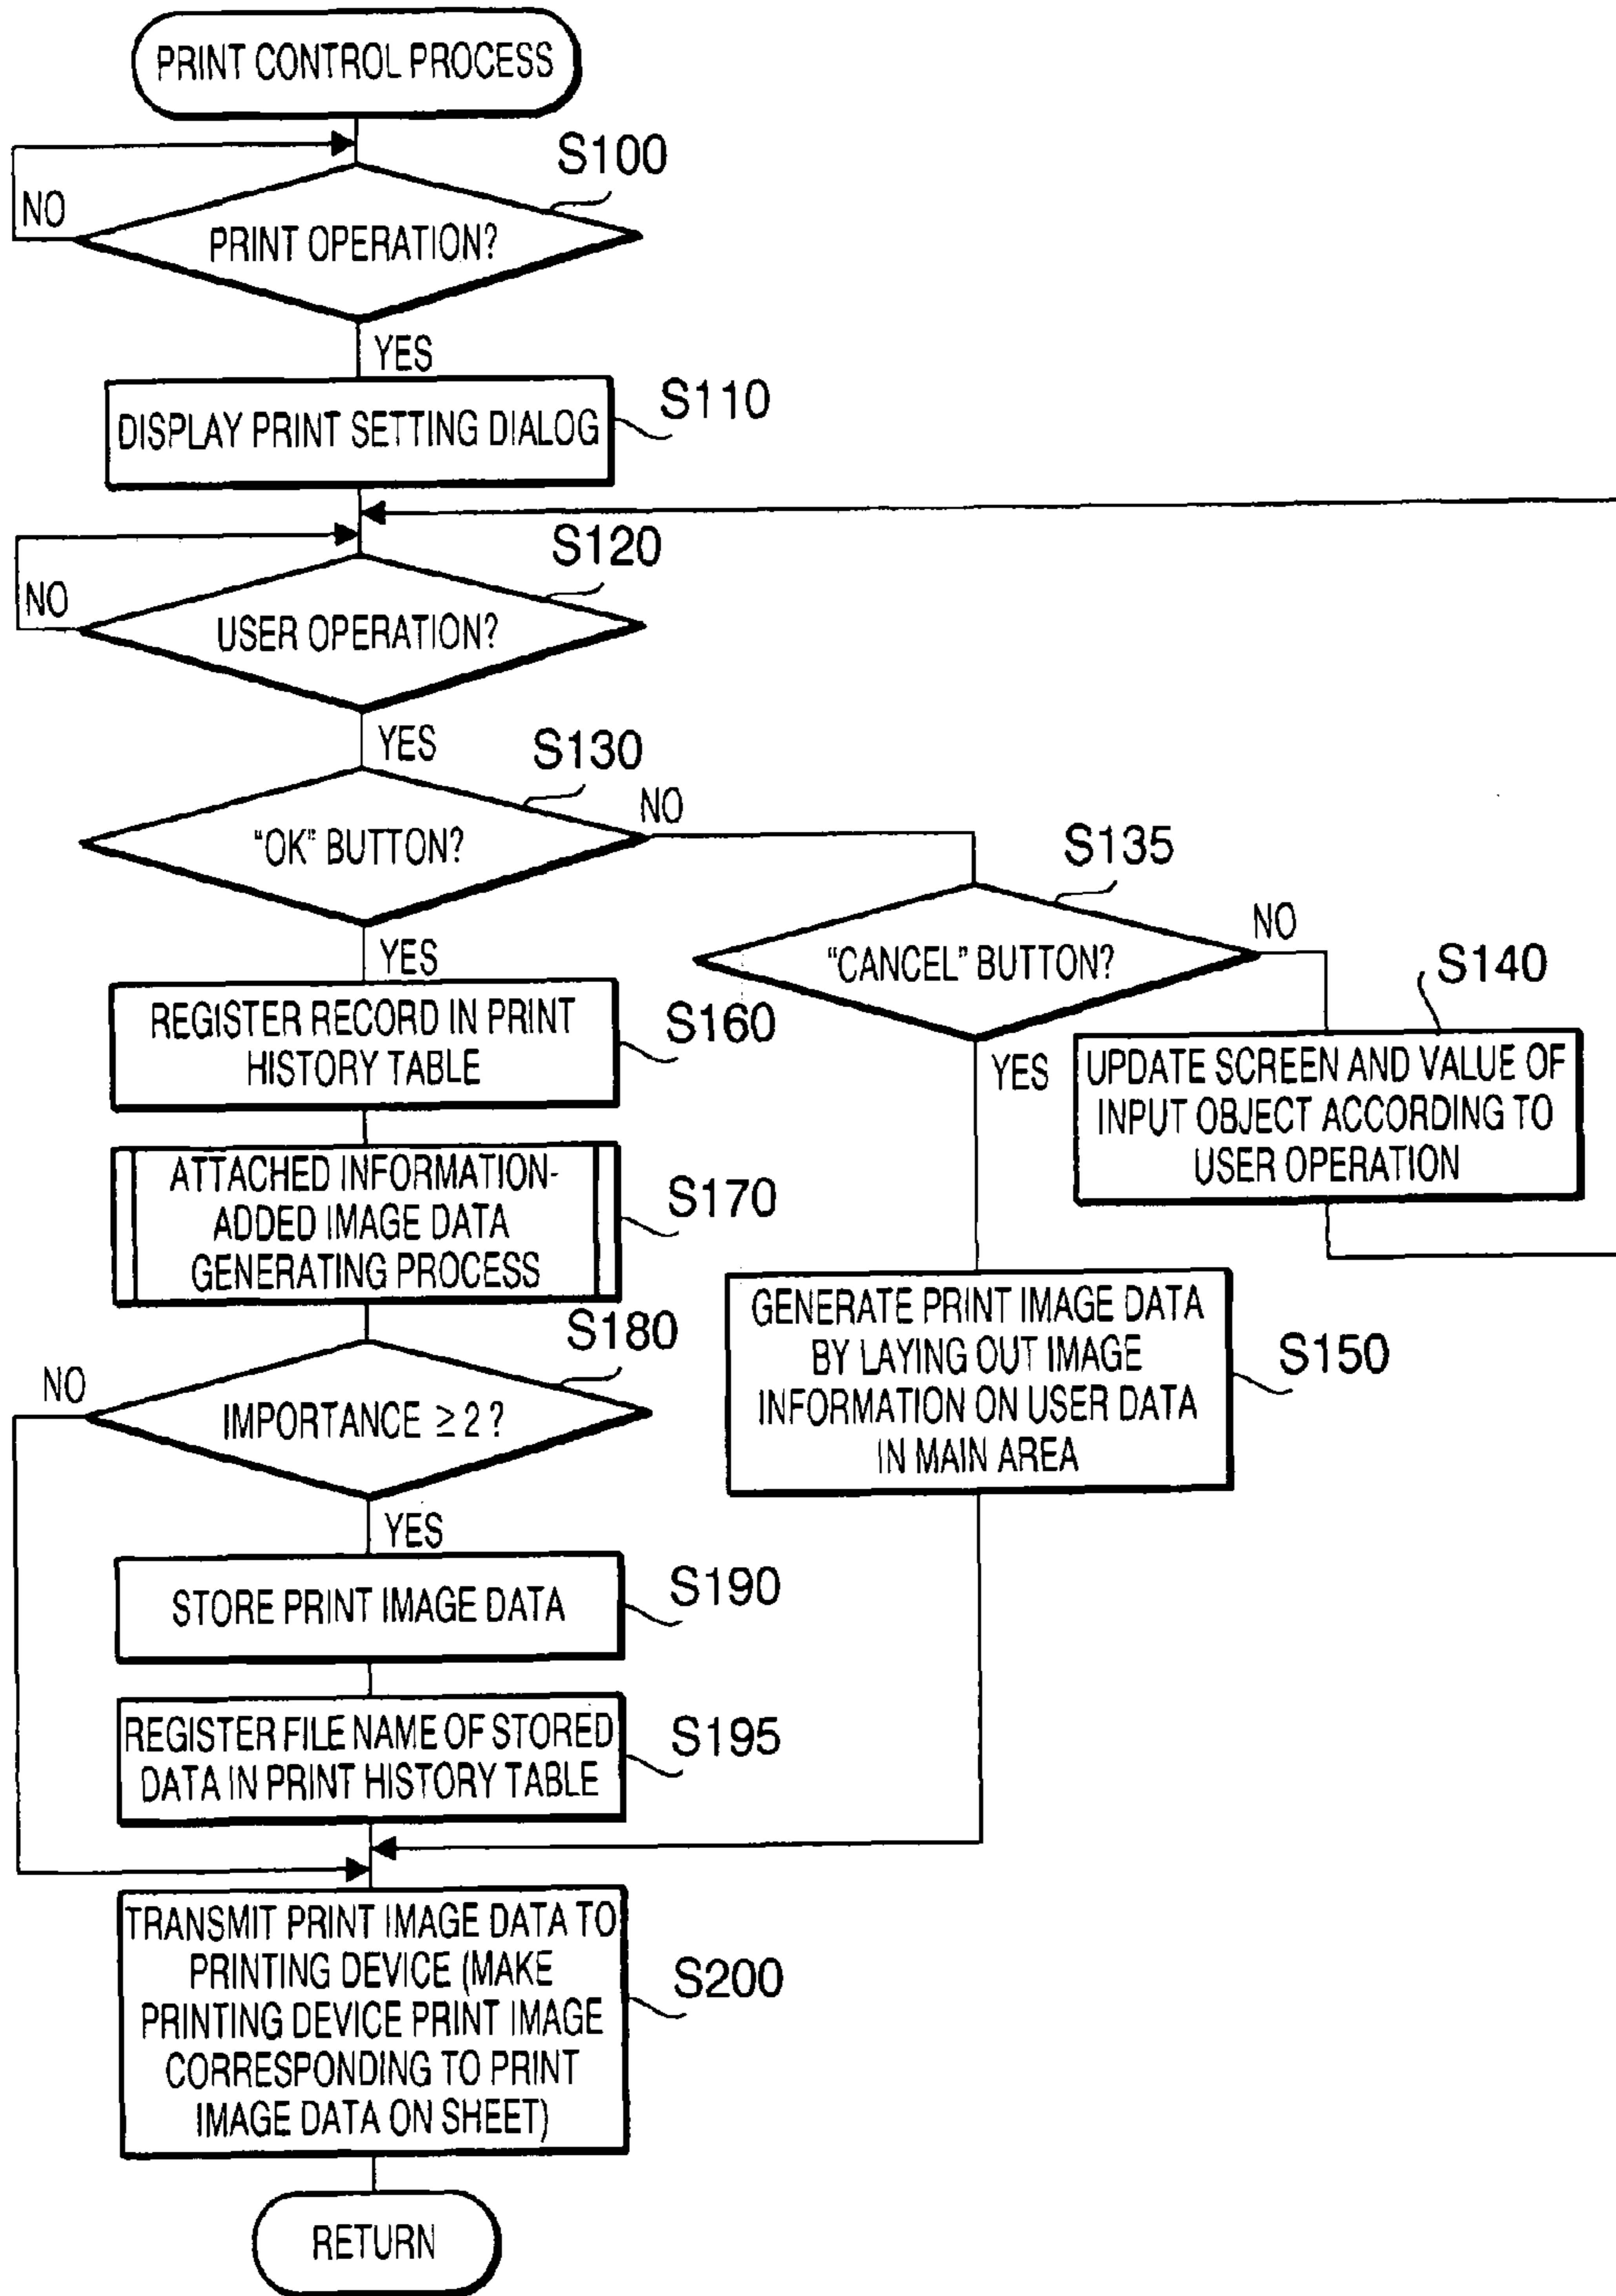 PRINT CONTROL PROCESS
S100
NO
PRINT OPERATION?
YES
S110
DISPLAY PRINT SETTING DIALOG
S120
NO
USER OPERATION?
YES
S130
NO
"OK" BUTTON?
S135
YES
NO
"CANCEL" BUTTON?
S140
REGISTER RECORD IN PRINT
HISTORY TABLE
S160
YES
UPDATE SCREEN AND VALUE OF
INPUT OBJECT ACCORDING TO
USER OPERATION
ATTACHED INFORMATION-
ADDED IMAGE DATA
GENERATING PROCESS
S170
GENERATE PRINT IMAGE DATA
BY LAYING OUT IMAGE
INFORMATION ON USER DATA
IN MAIN AREA
S150
S180
NO
IMPORTANCE ≥ 2 ?
YES
STORE PRINT IMAGE DATA
S190
REGISTER FILE NAME OF STORED
DATA IN PRINT HISTORY TABLE
S195
TRANSMIT PRINT IMAGE DATA TO
PRINTING DEVICE (MAKE
PRINTING DEVICE PRINT IMAGE
CORRESPONDING TO PRINT
IMAGE DATA ON SHEET)
S200
RETURN